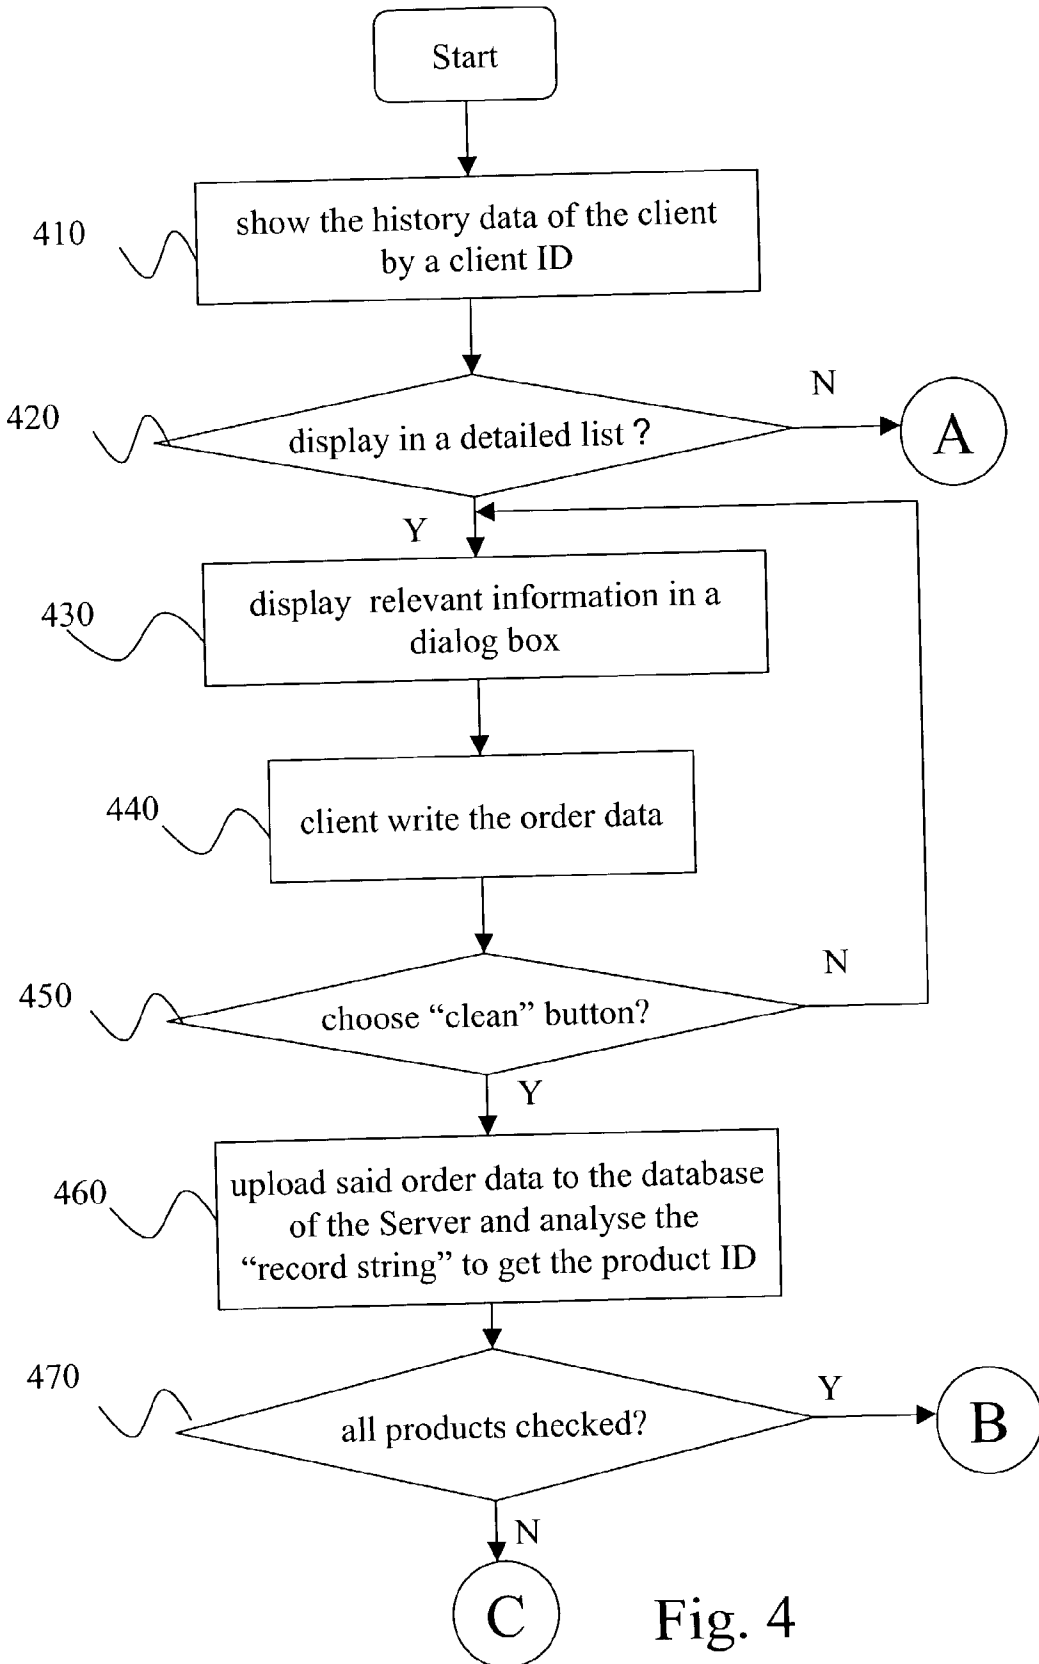 Start
410
show the history data of the client
by a client ID
N
420
display in a detailed list ?
A
Y
430
display relevant information in a
dialog box
440
client write the order data
N
450
choose “clean” button?
Y
460
upload said order data to the database
of the Server and analyse the
“record string” to get the product ID
470
Y
all products checked?
B
N
C
Fig. 4